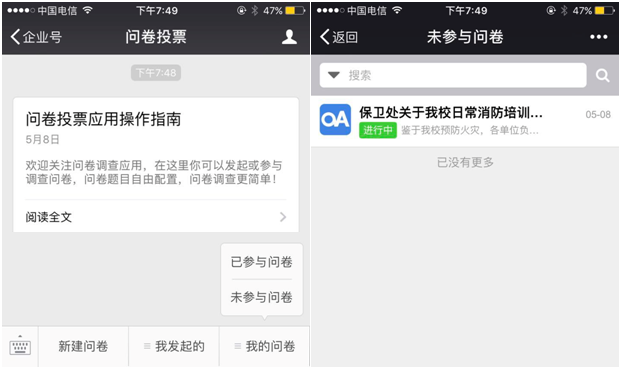 中国电信 下午7:49 47%
企业号 问卷投票
下午7:48
问卷投票应用操作指南
5月8日
欢迎关注问卷调查应用，在这里你可以发起或参与
调查问卷，问卷题目自由配置，问卷调查更简单！
阅读全文
已参与问卷
未参与问卷
新建问卷 我发起的 我的问卷
中国电信 下午7:49 47%
返回 未参与问卷
搜索
OA
保卫处关于我校日常消防培训... 05-08
进行中 鉴于我校预防火灾，各单位负...
已没有更多